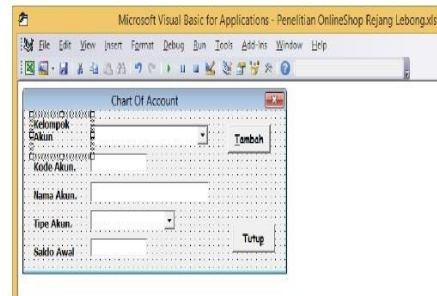 Microsoft Visual Basic for Applications - Penelitian OnlineShop Rejang Lebong.xls
File Edit View Insert Format Debug Run Tools Add-Ins Window Help
Chart Of Account
Kelompok
Akun
Tambah
Kode Akun.
Nama Akun.
Tipe Akun.
Saldo Awal
Tutup